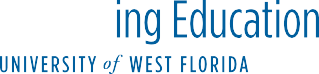 ing Education
UNIVERSITY of WEST FLORIDA